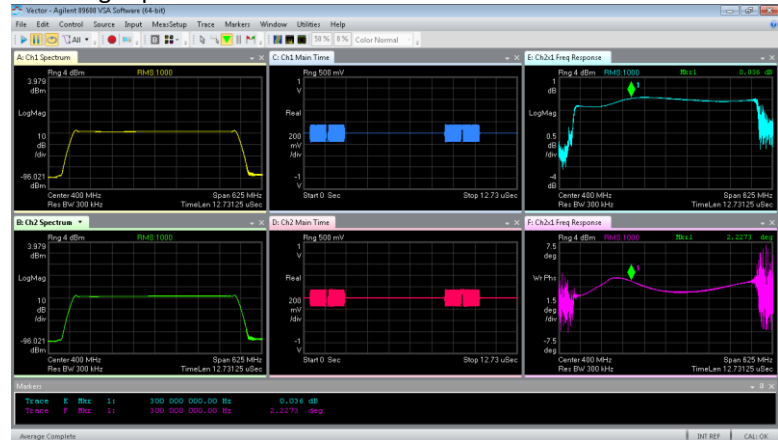 Vector - Agilent 89600 VSA Software (64-bit)
File Edit Control Source Input MeasSetup Trace Markers Window Utilities Help
All 50% 0% Color Normal
A: Ch1 Spectrum
Rng 4 dBm RMS:1000
3.979
dBm
LogMag
10
dB
/div
-96.021
dBm
Center 400 MHz Span 625 MHz
Res BW 300 kHz TimeLen 12.73125 uSec
C: Ch1 Main Time
Rng 500 mV
1
V
Real
200
mV
/div
-1
V
Start 0 Sec Stop 12.73 uSec
E: Ch2x1 Freq Response
Rng 4 dBm RMS:1000 Mkr1 0.036 dB
1
dB
1
LogMag
0.5
dB
/div
-4
dB
Center 400 MHz Span 625 MHz
Res BW 300 kHz TimeLen 12.73125 uSec
B: Ch2 Spectrum
Rng 4 dBm RMS:1000
3.979
dBm
LogMag
10
dB
/div
-96.021
dBm
Center 400 MHz Span 625 MHz
Res BW 300 kHz TimeLen 12.73125 uSec
D: Ch2 Main Time
Rng 500 mV
1
V
Real
200
mV
/div
-1
V
Start 0 Sec Stop 12.73 uSec
F: Ch2x1 Freq Response
Rng 4 dBm RMS:1000 Mkr1 2.2273 deg
7.5
deg
1
Wr Phs
1.5
deg
/div
-7.5
deg
Center 400 MHz Span 625 MHz
Res BW 300 kHz TimeLen 12.73125 uSec
Markers
Trace E Mkr 1: 300 000 000.00 Hz 0.036 dB
Trace F Mkr 1: 300 000 000.00 Hz 2.2273 deg
Average Complete INT REF CAL: OK